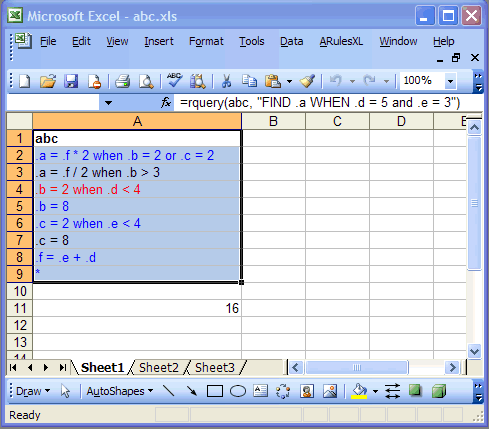 Microsoft Excel - abc.xls
File Edit View Insert Format Tools Data ARulesXL Window Help
ABC Σ 100%
fx =rquery(abc, "FIND .a WHEN .d = 5 and .e = 3")
A B C D E
1 abc
2 .a = .f * 2 when .b = 2 or .c = 2
3 .a = .f / 2 when .b > 3
4 .b = 2 when .d < 4
5 .b = 8
6 .c = 2 when .e < 4
7 .c = 8
8 .f = .e + .d
9 *
10
11 16
12
13
14
Sheet1 Sheet2 Sheet3
Draw AutoShapes A
Ready